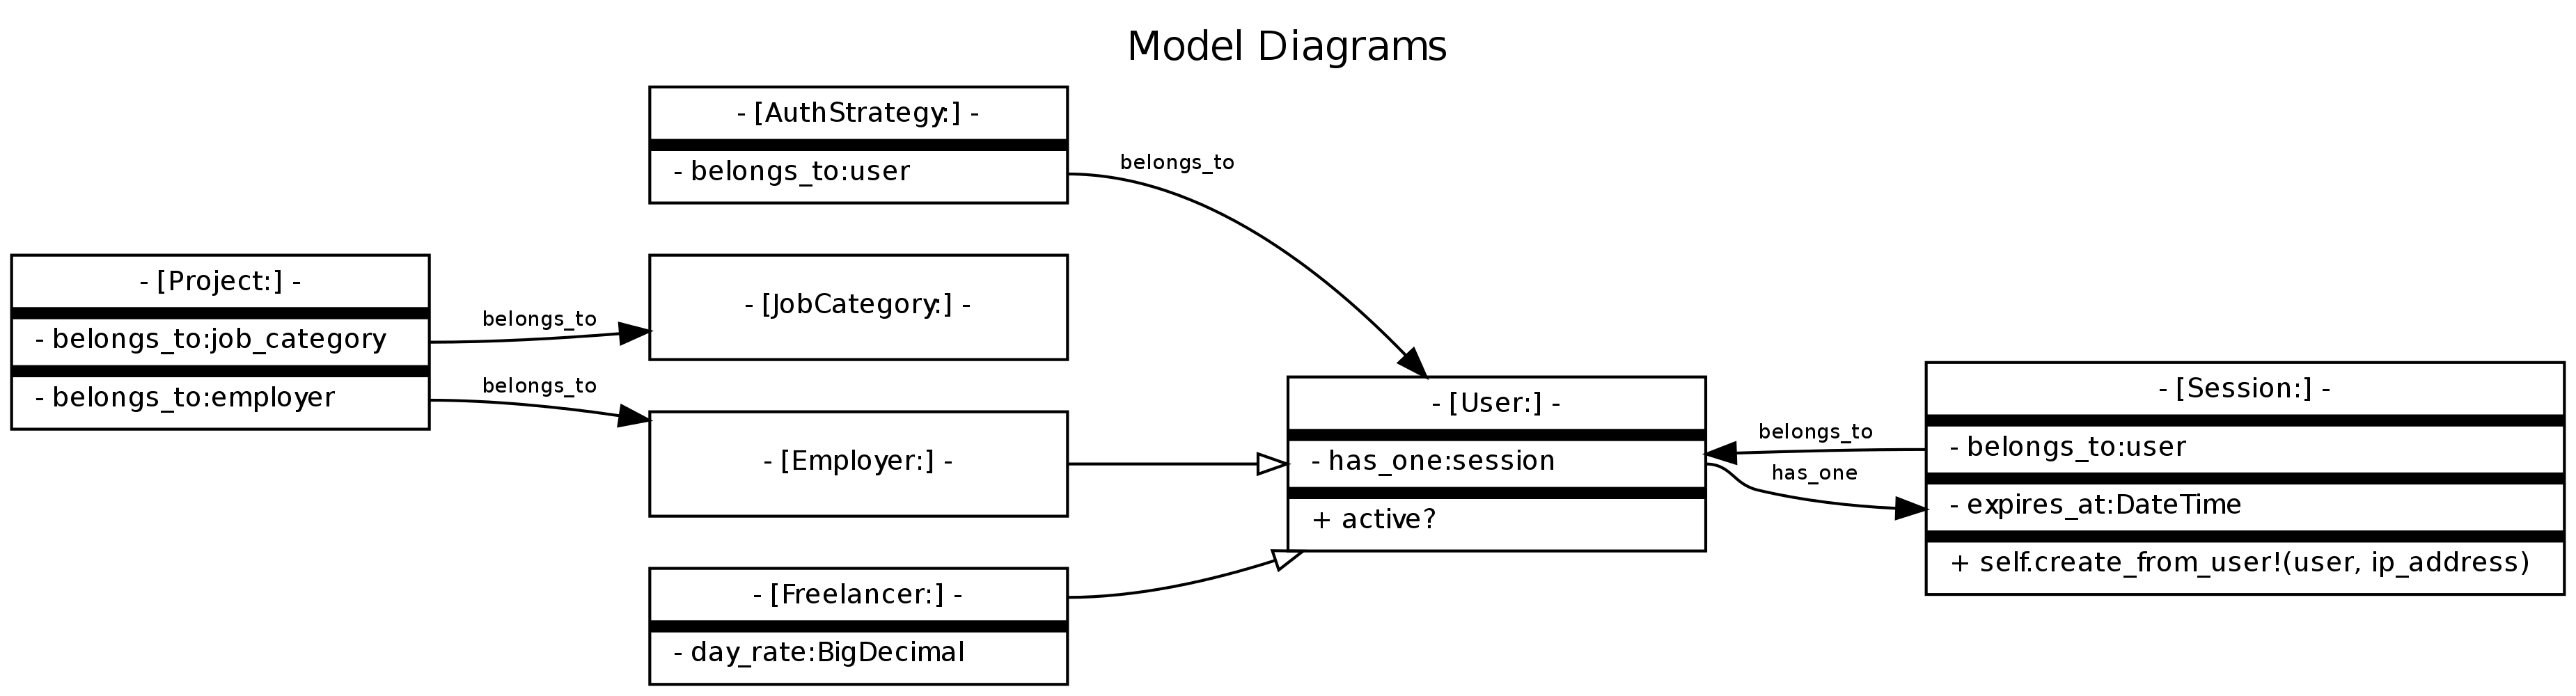 Model Diagrams
- [AuthStrategy:] -
- belongs_to:user
belongs_to
- [Project:] -
- belongs_to:job_category
- belongs_to:employer
belongs_to
belongs_to
- [JobCategory:] -
- [Employer:] -
- [Freelancer:] -
- day_rate:BigDecimal
- [User:] -
- has_one:session
+ active?
belongs_to
has_one
- [Session:] -
- belongs_to:user
- expires_at:DateTime
+ self.create_from_user!(user, ip_address)